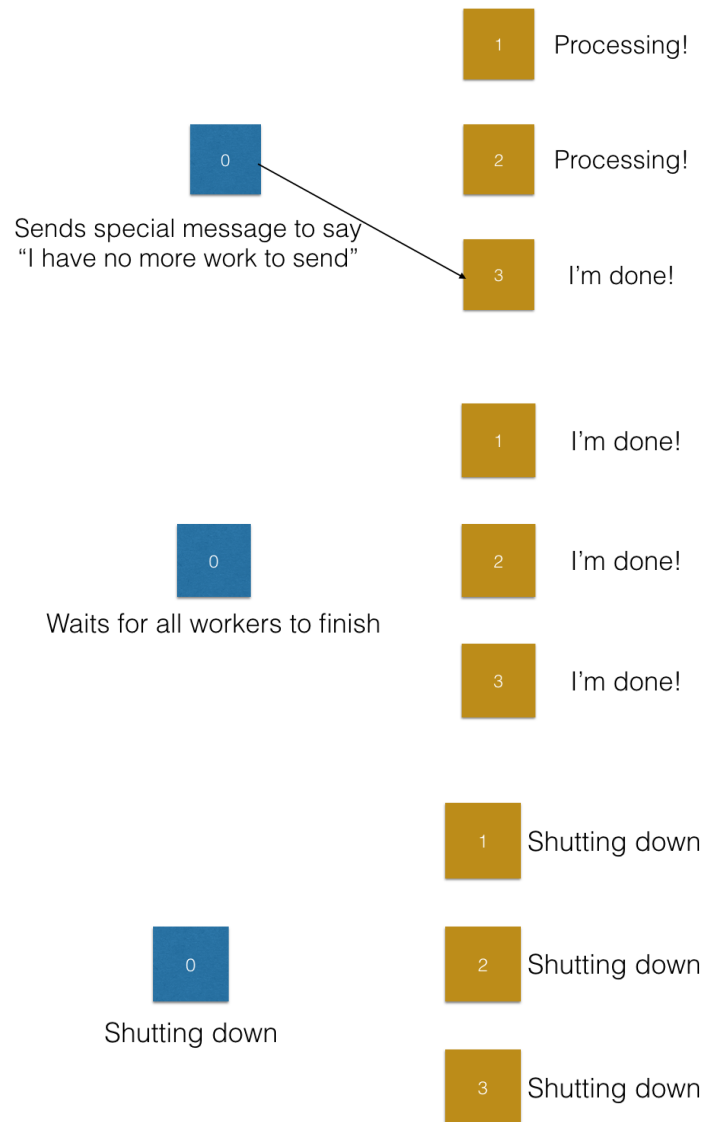 1 Processing!
0
2 Processing!
Sends special message to say
“I have no more work to send”
3 I’m done!
1 I’m done!
0
2 I’m done!
Waits for all workers to finish
3 I’m done!
1 Shutting down
0
2 Shutting down
Shutting down
3 Shutting down